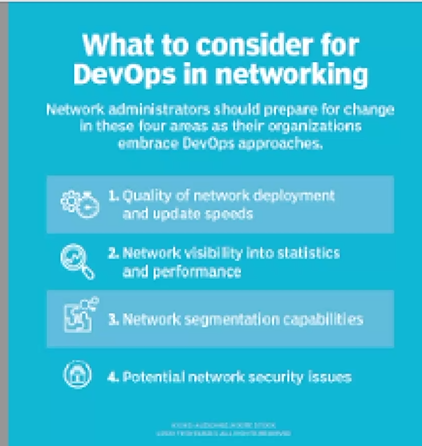 What to consider for
DevOps in networking
Network administrators should prepare for change
in these four areas as their organizations
embrace DevOps approaches.
1. Quality of network deployment
and update speeds
2. Network visibility into statistics
and performance
3. Network segmentation capabilities
4. Potential network security issues